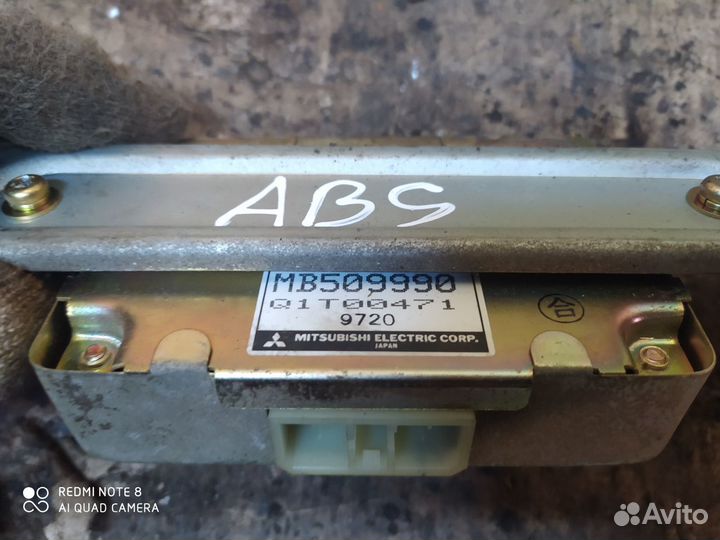 ABS
MB509990
Q1T00471
9720
MITSUBISHI ELECTRIC CORP.
JAPAN
合
REDMI NOTE 8
AI QUAD CAMERA
Avito